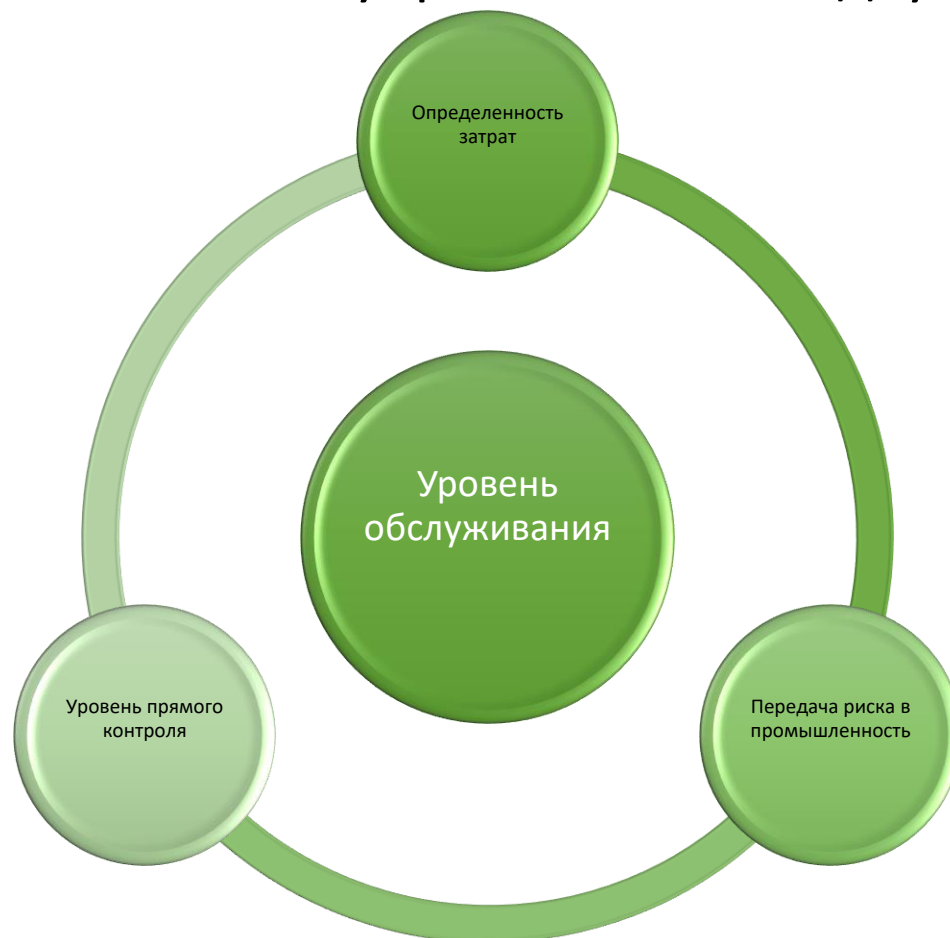 Определенность
затрат
Уровень
обслуживания
Уровень прямого
контроля
Передача риска в
промышленность